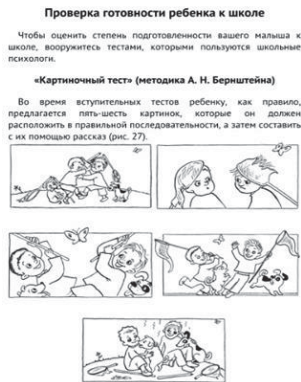 Проверка готовности ребенка к школе
Чтобы оценить степень подготовленности вашего малыша к
школе, вооружитесь тестами, которыми пользуются школьные
психологи.
«Картиночный тест» (методика А. Н. Бернштейна)
Во время вступительных тестов ребенку, как правило,
предлагается пять-шесть картинок, которые он должен
расположить в правильной последовательности, а затем составить
с их помощью рассказ (рис. 27).